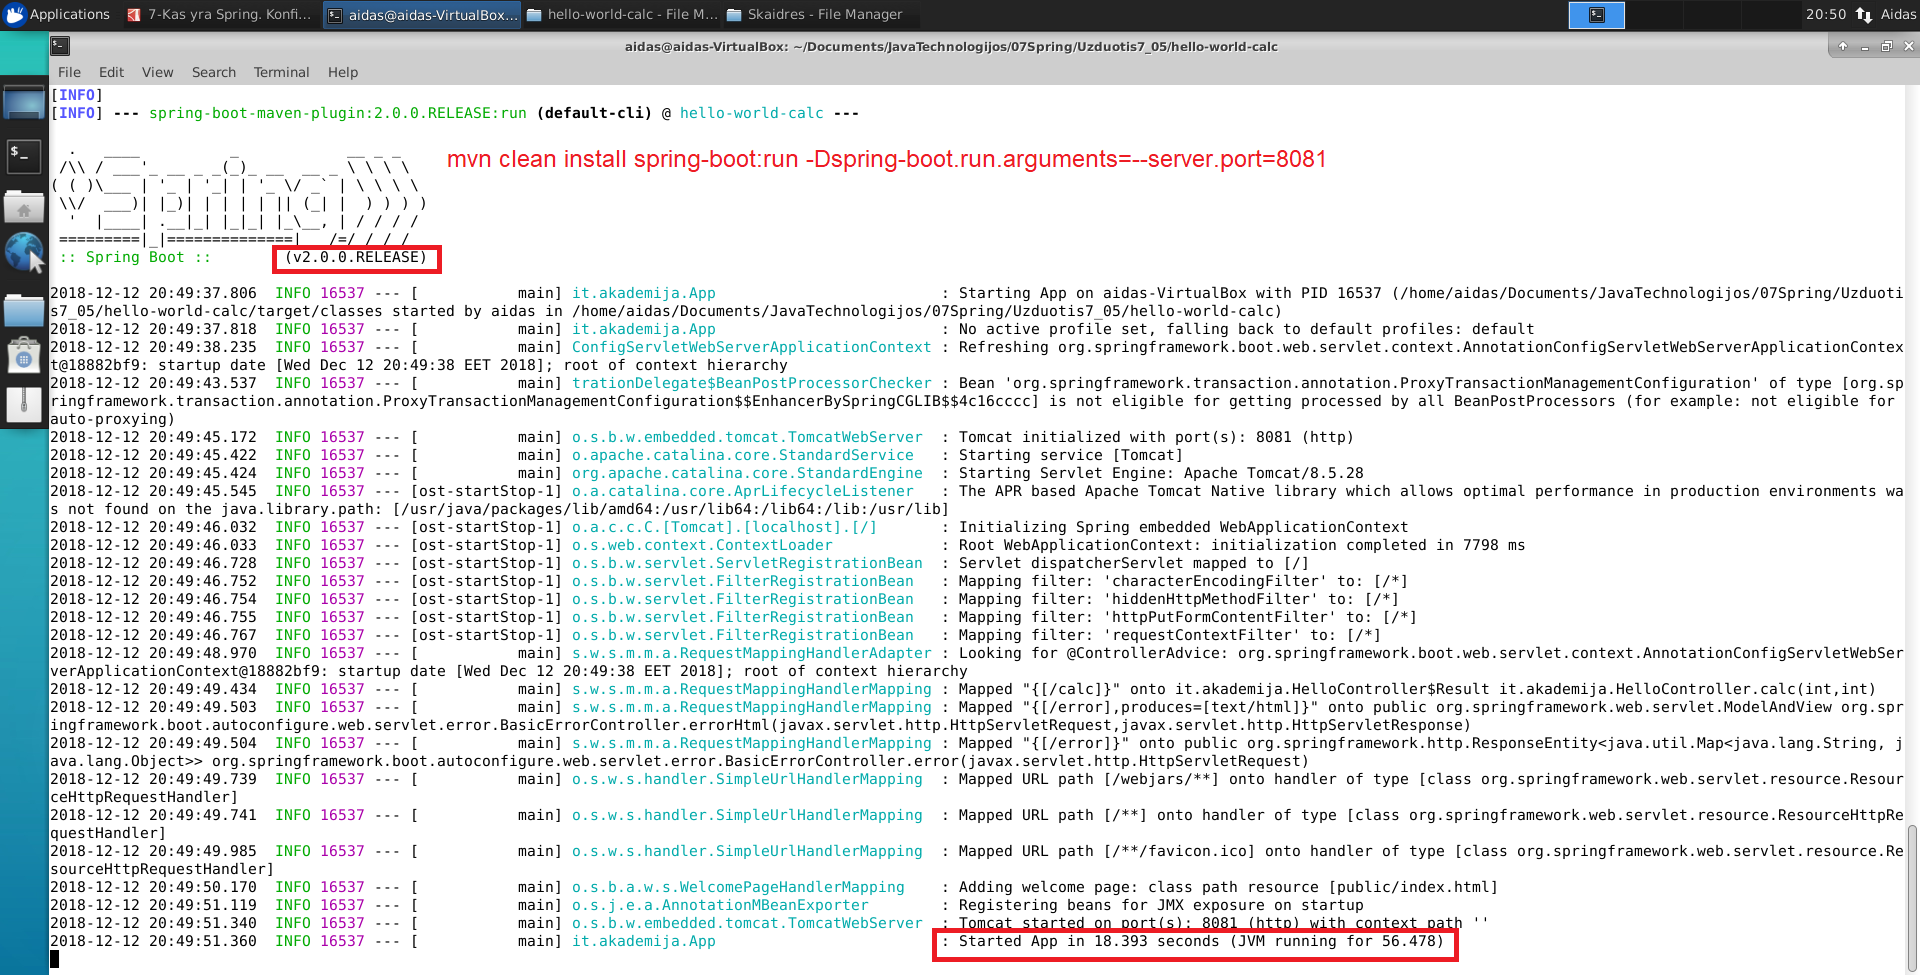 Applications 7-Kas yra Spring. Konfi... aidas@aidas-VirtualBox... hello-world-calc - File M... Skaidres - File Manager 20:50 Aidas
aidas@aidas-VirtualBox: ~/Documents/JavaTechnologijos/07Spring/Uzduotis7_05/hello-world-calc
File Edit View Search Terminal Help
[INFO]
[INFO] --- spring-boot-maven-plugin:2.0.0.RELEASE:run (default-cli) @ hello-world-calc ---
mvn clean install spring-boot:run -Dspring-boot.run.arguments=--server.port=8081
  .   ____          _            __ _ _
 /\\ / ___'_ __ _ _(_)_ __  __ _ \ \ \ \
( ( )\___ | '_ | '_| | '_ \/ _` | \ \ \ \
 \\/  ___)| |_)| | | | | || (_| |  ) ) ) )
  '  |____| .__|_| |_|_| |_\__, | / / / /
 =========|_|==============|___/=/_/_/_/
 :: Spring Boot ::        (v2.0.0.RELEASE)
2018-12-12 20:49:37.806  INFO 16537 --- [           main] it.akademija.App                         : Starting App on aidas-VirtualBox with PID 16537 (/home/aidas/Documents/JavaTechnologijos/07Spring/Uzduoti
s7_05/hello-world-calc/target/classes started by aidas in /home/aidas/Documents/JavaTechnologijos/07Spring/Uzduotis7_05/hello-world-calc)
2018-12-12 20:49:37.818  INFO 16537 --- [           main] it.akademija.App                         : No active profile set, falling back to default profiles: default
2018-12-12 20:49:38.235  INFO 16537 --- [           main] ConfigServletWebServerApplicationContext : Refreshing org.springframework.boot.web.servlet.context.AnnotationConfigServletWebServerApplicationContex
t@18882bf9: startup date [Wed Dec 12 20:49:38 EET 2018]; root of context hierarchy
2018-12-12 20:49:43.537  INFO 16537 --- [           main] trationDelegate$BeanPostProcessorChecker : Bean 'org.springframework.transaction.annotation.ProxyTransactionManagementConfiguration' of type [org.sp
ringframework.transaction.annotation.ProxyTransactionManagementConfiguration$$EnhancerBySpringCGLIB$$4c16cccc] is not eligible for getting processed by all BeanPostProcessors (for example: not eligible for
auto-proxying)
2018-12-12 20:49:45.172  INFO 16537 --- [           main] o.s.b.w.embedded.tomcat.TomcatWebServer  : Tomcat initialized with port(s): 8081 (http)
2018-12-12 20:49:45.422  INFO 16537 --- [           main] o.apache.catalina.core.StandardService   : Starting service [Tomcat]
2018-12-12 20:49:45.424  INFO 16537 --- [           main] org.apache.catalina.core.StandardEngine  : Starting Servlet Engine: Apache Tomcat/8.5.28
2018-12-12 20:49:45.545  INFO 16537 --- [ost-startStop-1] o.a.catalina.core.AprLifecycleListener   : The APR based Apache Tomcat Native library which allows optimal performance in production environments wa
s not found on the java.library.path: [/usr/java/packages/lib/amd64:/usr/lib64:/lib64:/lib:/usr/lib]
2018-12-12 20:49:46.032  INFO 16537 --- [ost-startStop-1] o.a.c.c.C.[Tomcat].[localhost].[/]       : Initializing Spring embedded WebApplicationContext
2018-12-12 20:49:46.033  INFO 16537 --- [ost-startStop-1] o.s.web.context.ContextLoader            : Root WebApplicationContext: initialization completed in 7798 ms
2018-12-12 20:49:46.728  INFO 16537 --- [ost-startStop-1] o.s.b.w.servlet.ServletRegistrationBean  : Servlet dispatcherServlet mapped to [/]
2018-12-12 20:49:46.752  INFO 16537 --- [ost-startStop-1] o.s.b.w.servlet.FilterRegistrationBean   : Mapping filter: 'characterEncodingFilter' to: [/*]
2018-12-12 20:49:46.754  INFO 16537 --- [ost-startStop-1] o.s.b.w.servlet.FilterRegistrationBean   : Mapping filter: 'hiddenHttpMethodFilter' to: [/*]
2018-12-12 20:49:46.755  INFO 16537 --- [ost-startStop-1] o.s.b.w.servlet.FilterRegistrationBean   : Mapping filter: 'httpPutFormContentFilter' to: [/*]
2018-12-12 20:49:46.767  INFO 16537 --- [ost-startStop-1] o.s.b.w.servlet.FilterRegistrationBean   : Mapping filter: 'requestContextFilter' to: [/*]
2018-12-12 20:49:48.970  INFO 16537 --- [           main] s.w.s.m.m.a.RequestMappingHandlerAdapter : Looking for @ControllerAdvice: org.springframework.boot.web.servlet.context.AnnotationConfigServletWebSer
verApplicationContext@18882bf9: startup date [Wed Dec 12 20:49:38 EET 2018]; root of context hierarchy
2018-12-12 20:49:49.434  INFO 16537 --- [           main] s.w.s.m.m.a.RequestMappingHandlerMapping : Mapped "{[/calc]}" onto it.akademija.HelloController$Result it.akademija.HelloController.calc(int,int)
2018-12-12 20:49:49.503  INFO 16537 --- [           main] s.w.s.m.m.a.RequestMappingHandlerMapping : Mapped "{[/error],produces=[text/html]}" onto public org.springframework.web.servlet.ModelAndView org.spr
ingframework.boot.autoconfigure.web.servlet.error.BasicErrorController.errorHtml(javax.servlet.http.HttpServletRequest,javax.servlet.http.HttpServletResponse)
2018-12-12 20:49:49.504  INFO 16537 --- [           main] s.w.s.m.m.a.RequestMappingHandlerMapping : Mapped "{[/error]}" onto public org.springframework.http.ResponseEntity<java.util.Map<java.lang.String, j
ava.lang.Object>> org.springframework.boot.autoconfigure.web.servlet.error.BasicErrorController.error(javax.servlet.http.HttpServletRequest)
2018-12-12 20:49:49.739  INFO 16537 --- [           main] o.s.w.s.handler.SimpleUrlHandlerMapping  : Mapped URL path [/webjars/**] onto handler of type [class org.springframework.web.servlet.resource.Resour
ceHttpRequestHandler]
2018-12-12 20:49:49.741  INFO 16537 --- [           main] o.s.w.s.handler.SimpleUrlHandlerMapping  : Mapped URL path [/**] onto handler of type [class org.springframework.web.servlet.resource.ResourceHttpRe
questHandler]
2018-12-12 20:49:49.985  INFO 16537 --- [           main] o.s.w.s.handler.SimpleUrlHandlerMapping  : Mapped URL path [/**/favicon.ico] onto handler of type [class org.springframework.web.servlet.resource.Re
sourceHttpRequestHandler]
2018-12-12 20:49:50.170  INFO 16537 --- [           main] o.s.b.a.w.s.WelcomePageHandlerMapping    : Adding welcome page: class path resource [public/index.html]
2018-12-12 20:49:51.119  INFO 16537 --- [           main] o.s.j.e.a.AnnotationMBeanExporter        : Registering beans for JMX exposure on startup
2018-12-12 20:49:51.340  INFO 16537 --- [           main] o.s.b.w.embedded.tomcat.TomcatWebServer  : Tomcat started on port(s): 8081 (http) with context path ''
2018-12-12 20:49:51.360  INFO 16537 --- [           main] it.akademija.App                         : Started App in 18.393 seconds (JVM running for 56.478)